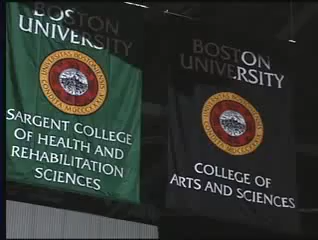 BOSTON
UNIVERSITY
SARGENT COLLEGE
OF HEALTH AND
REHABILITATION
SCIENCES
BOSTON
UNIVERSITY
COLLEGE OF
ARTS AND SCIENCES